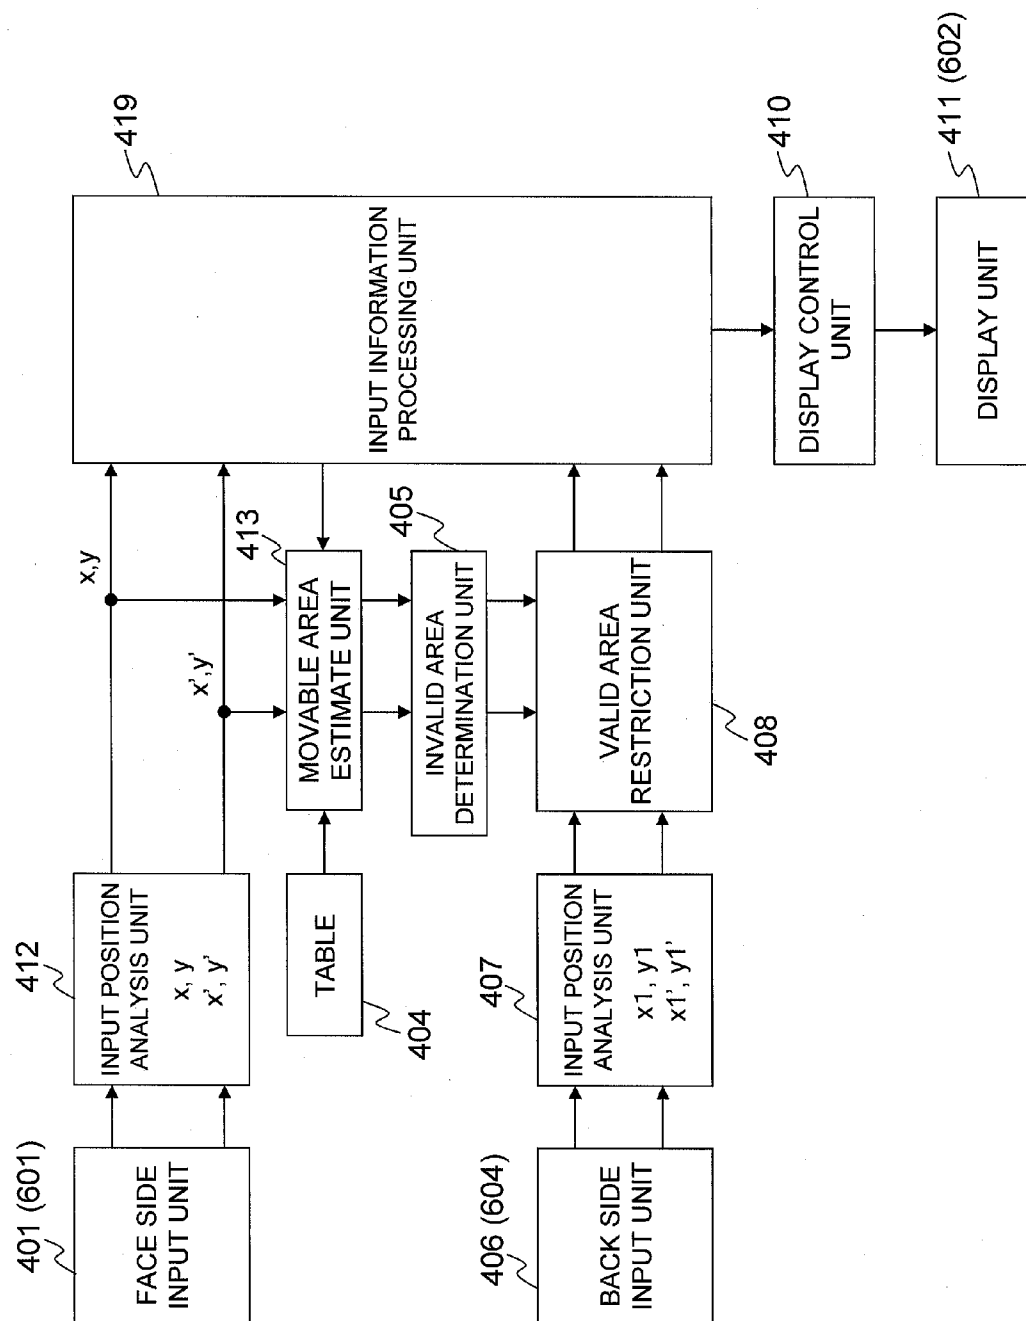 401 (601)
FACE SIDE
INPUT UNIT
412
INPUT POSITION
ANALYSIS UNIT
x, y
x', y'
x,y
x',y'
419
INPUT INFORMATION
PROCESSING UNIT
TABLE
404
413
MOVABLE AREA
ESTIMATE UNIT
405
INVALID AREA
DETERMINATION UNIT
406 (604)
BACK SIDE
INPUT UNIT
407
INPUT POSITION
ANALYSIS UNIT
x1, y1
x1', y1'
VALID AREA
RESTRICTION UNIT
408
410
DISPLAY CONTROL
UNIT
411 (602)
DISPLAY UNIT